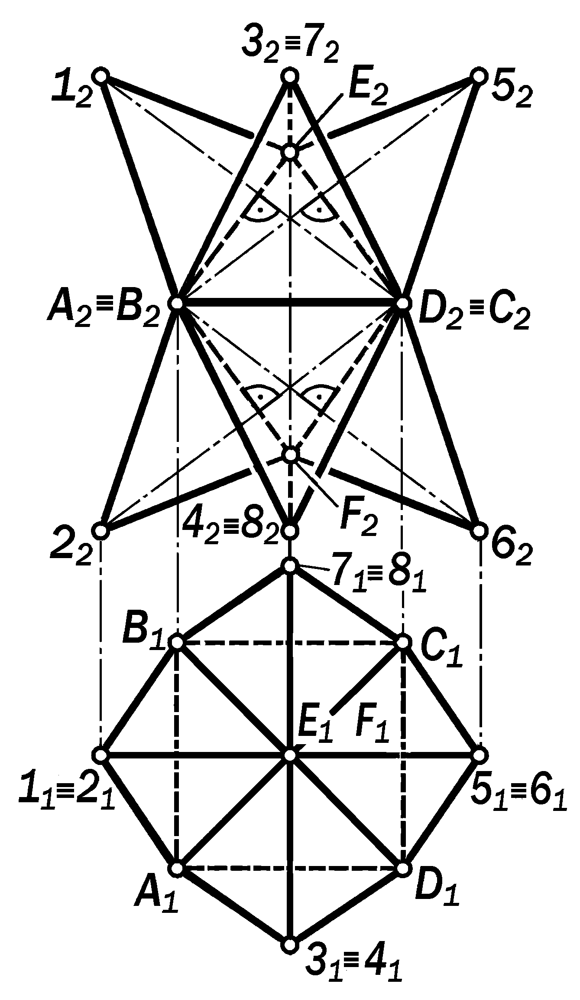 3₂≡7₂
1₂ E₂ 5₂
A₂≡B₂ D₂≡C₂
4₂≡8₂ F₂
2₂ 6₂
7₁≡8₁
B₁ C₁
E₁ F₁
1₁≡2₁ 5₁≡6₁
A₁ D₁
3₁≡4₁